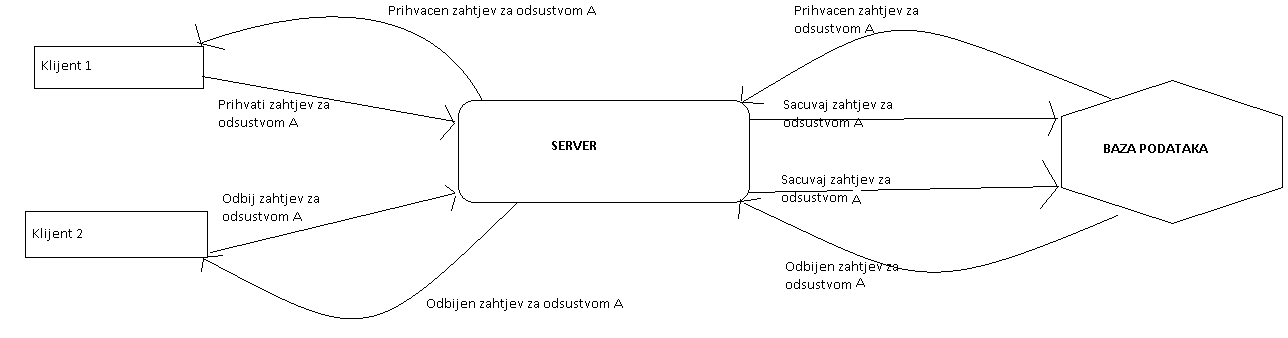 Prihvacen zahtjev za odsustvom A
Prihvacen zahtjev za
odsustvom A
Klijent 1
Prihvati zahtjev za
odsustvom A
Sacuvaj zahtjev za
odsustvom A
SERVER
BAZA PODATAKA
Sacuvaj zahtjev za
odsustvom A
Odbij zahtjev za
odsustvom A
Klijent 2
Odbijen zahtjev za
odsustvom A
Odbijen zahtjev za odsustvom A